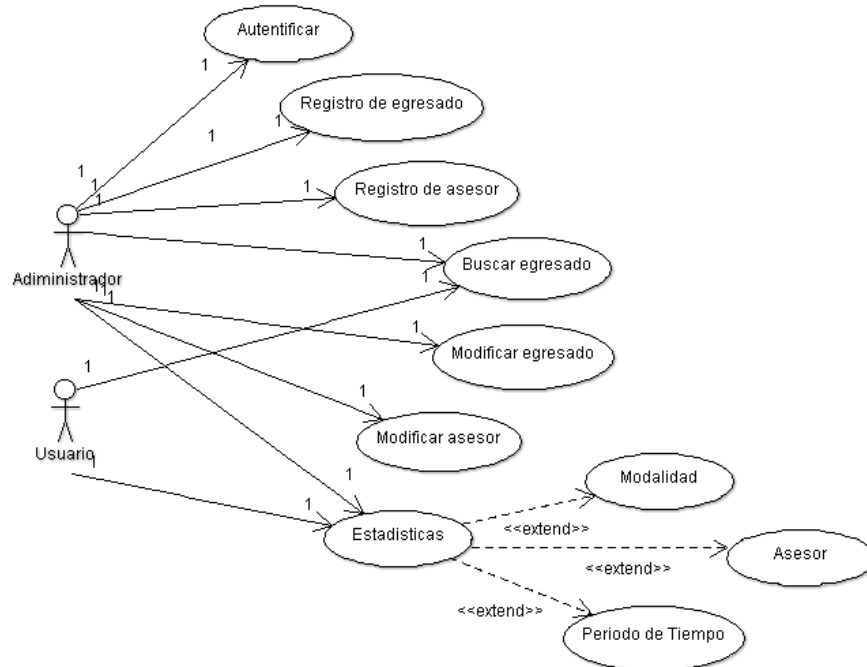 Autentificar
1
Registro de egresado
1
1
Registro de asesor
1
1
1
1
Adiministrador
1
Buscar egresado
1
1
1
1
1
Modificar egresado
1
1
Modificar asesor
Usuario
1
1
1
Estadisticas
Modalidad
<<extend>>
Asesor
<<extend>>
<<extend>>
Periodo de Tiempo